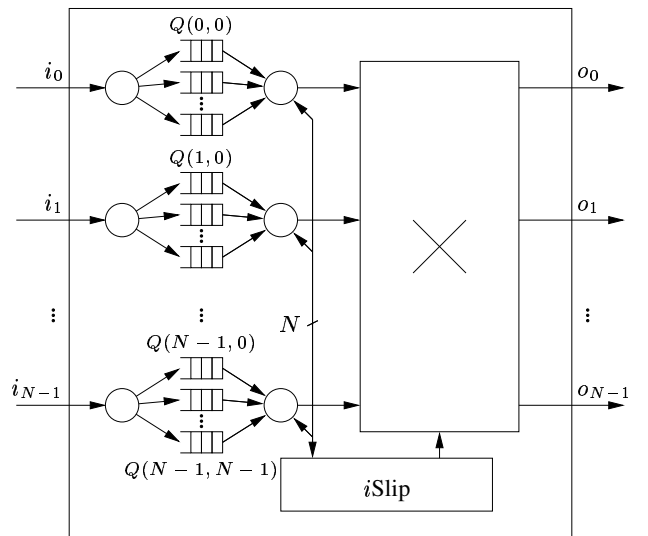 Q(0,0)
i0 o0
Q(1,0)
i1 o1
N
Q(N − 1, 0)
iN−1 oN−1
Q(N − 1, N − 1)
iSlip